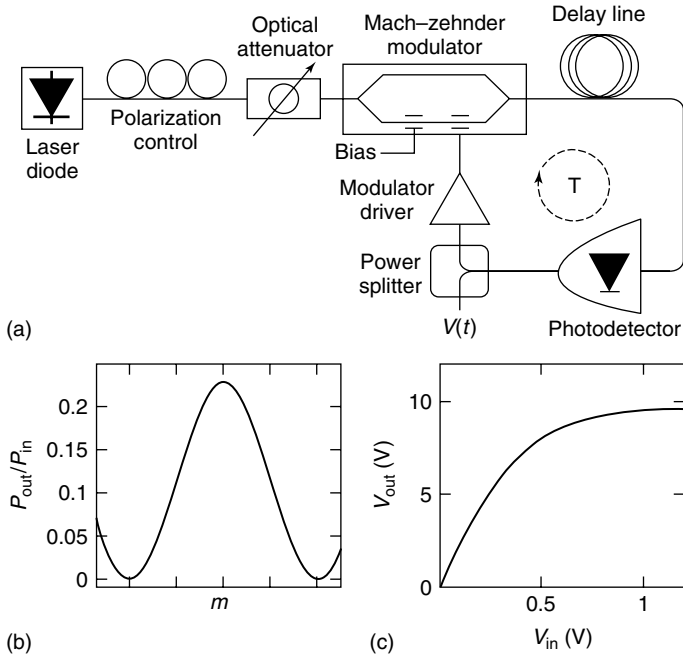 Laser
diode
Polarization
control
Optical
attenuator
Mach–zehnder
modulator
Delay line
Bias
Modulator
driver
T
Power
splitter
V(t)
Photodetector
(a)
P_out/P_in
0.2
0.15
0.1
0.05
0
m
(b)
V_out (V)
10
5
0
0.5
1
V_in (V)
(c)